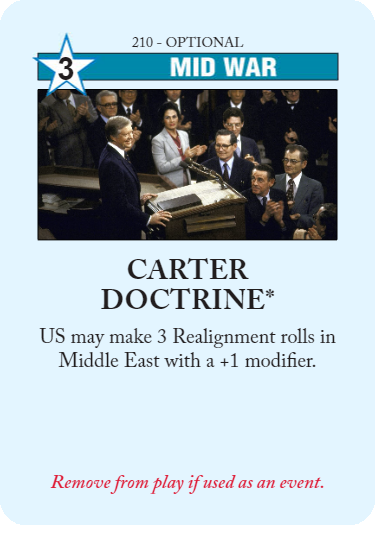 210 - OPTIONAL
3
MID WAR
CARTER
DOCTRINE*
US may make 3 Realignment rolls in
Middle East with a +1 modifier.
Remove from play if used as an event.